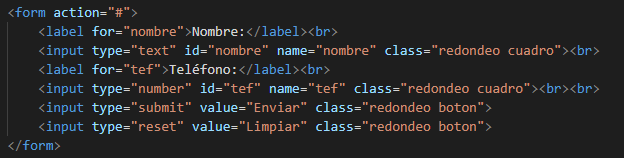 <form action="#">
<label for="nombre">Nombre:</label><br>
<input type="text" id="nombre" name="nombre" class="redondeo cuadro"><br>
<label for="tef">Teléfono:</label><br>
<input type="number" id="tef" name="tef" class="redondeo cuadro"><br><br>
<input type="submit" value="Enviar" class="redondeo boton">
<input type="reset" value="Limpiar" class="redondeo boton">
</form>